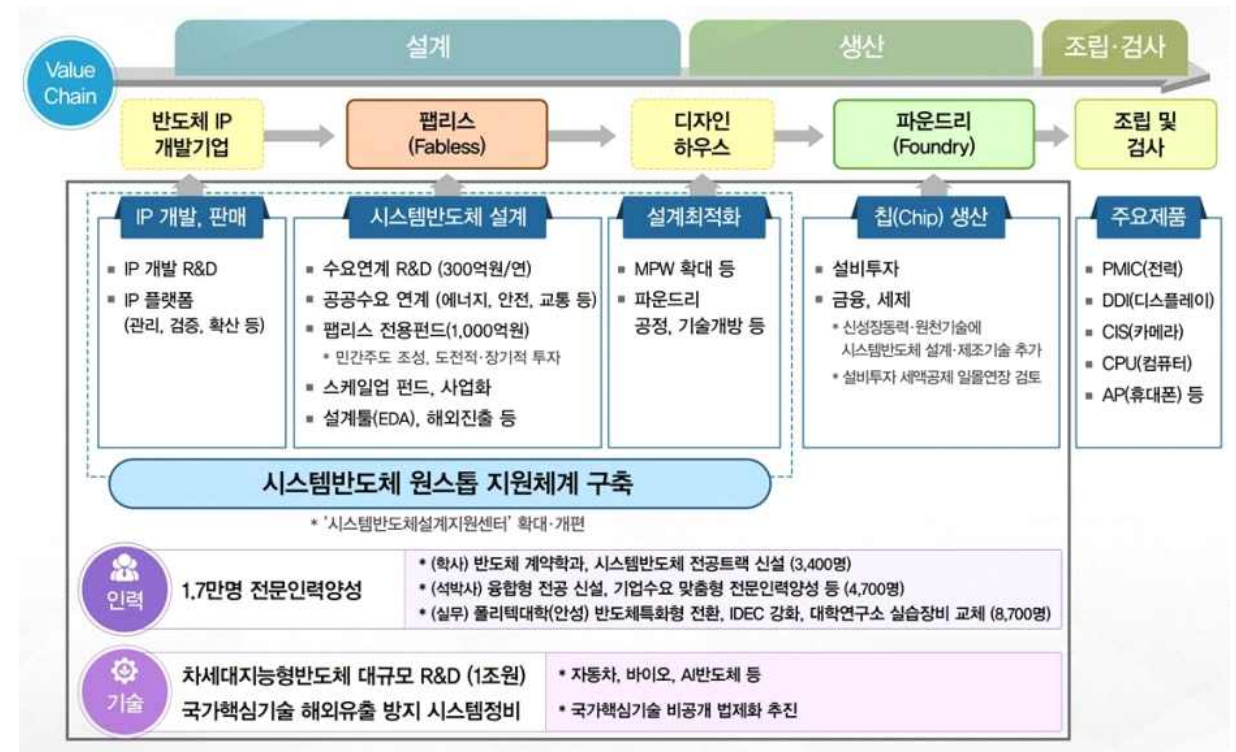 Value
Chain
설계
생산
조립·검사
반도체 IP
개발기업
팹리스
(Fabless)
디자인
하우스
파운드리
(Foundry)
조립 및
검사
IP 개발, 판매
▪ IP 개발 R&D
▪ IP 플랫폼
(관리, 검증, 확산 등)
시스템반도체 설계
▪ 수요연계 R&D (300억원/연)
▪ 공공수요 연계 (에너지, 안전, 교통 등)
▪ 팹리스 전용펀드(1,000억원)
* 민간주도 조성, 도전적·장기적 투자
▪ 스케일업 펀드, 사업화
▪ 설계툴(EDA), 해외진출 등
설계최적화
▪ MPW 확대 등
▪ 파운드리
공정, 기술개방 등
칩(Chip) 생산
▪ 설비투자
▪ 금융, 세제
* 신성장동력·원천기술에
시스템반도체 설계·제조기술 추가
* 설비투자 세액공제 일몰연장 검토
주요제품
▪ PMIC(전력)
▪ DDI(디스플레이)
▪ CIS(카메라)
▪ CPU(컴퓨터)
▪ AP(휴대폰) 등
시스템반도체 원스톱 지원체계 구축
* '시스템반도체설계지원센터' 확대·개편
인력
1.7만명 전문인력양성
* (학사) 반도체 계약학과, 시스템반도체 전공트랙 신설 (3,400명)
* (석박사) 융합형 전공 신설, 기업수요 맞춤형 전문인력양성 등 (4,700명)
* (실무) 폴리텍대학(안성) 반도체특화형 전환, IDEC 강화, 대학연구소 실습장비 교체 (8,700명)
기술
차세대지능형반도체 대규모 R&D (1조원)
* 자동차, 바이오, AI반도체 등
국가핵심기술 해외유출 방지 시스템정비
* 국가핵심기술 비공개 법제화 추진